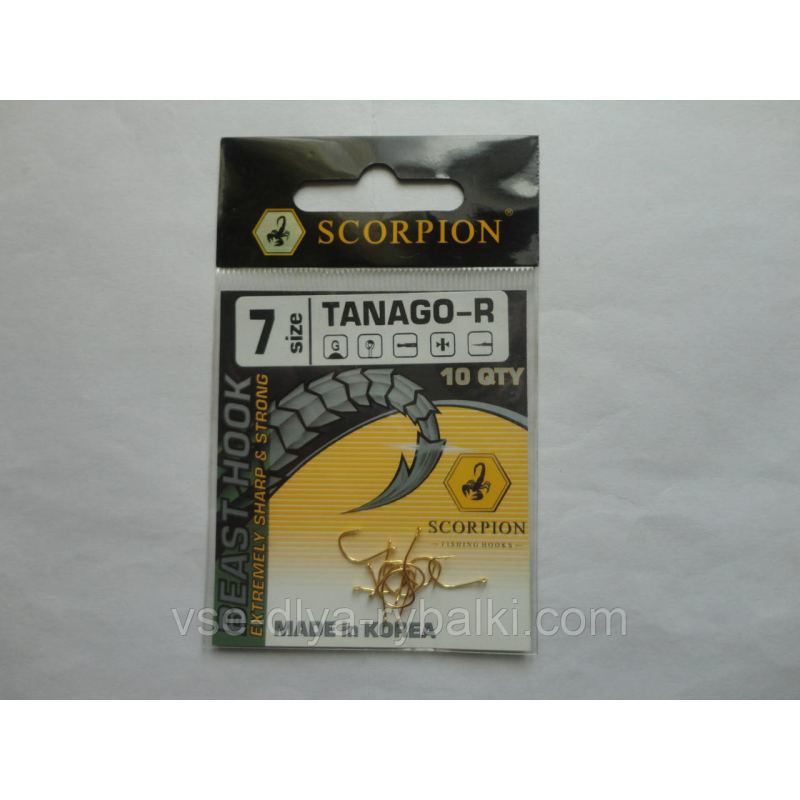 SCORPION®
7 size
TANAGO-R
G
10 QTY
BEAST HOOK
EXTREMELY SHARP & STRONG
SCORPION
FISHING HOOKS
MADE in KOREA
vse-dlya-rybalki.com